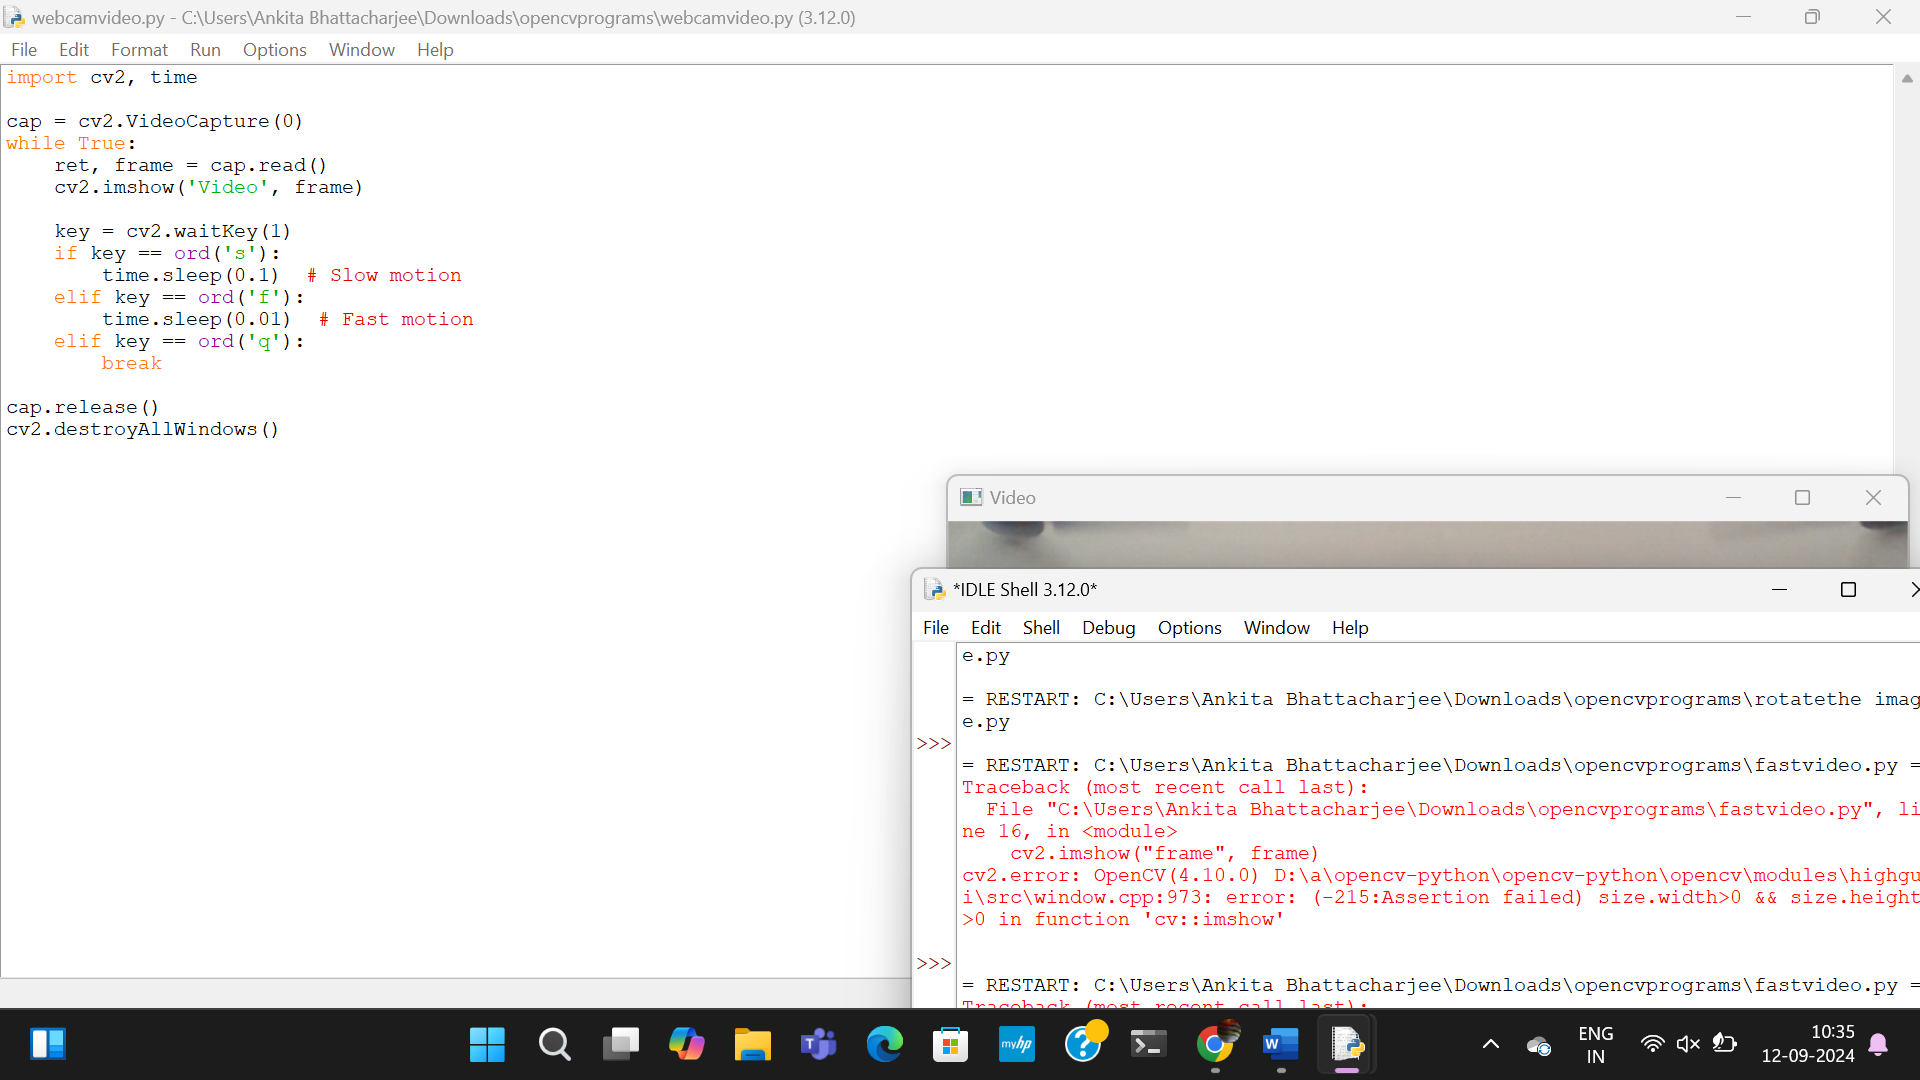 webcamvideo.py - C:\Users\Ankita Bhattacharjee\Downloads\opencvprograms\webcamvideo.py (3.12.0)
File Edit Format Run Options Window Help
import cv2, time
cap = cv2.VideoCapture(0)
while True:
    ret, frame = cap.read()
    cv2.imshow('Video', frame)
    key = cv2.waitKey(1)
    if key == ord('s'):
        time.sleep(0.1)  # Slow motion
    elif key == ord('f'):
        time.sleep(0.01)  # Fast motion
    elif key == ord('q'):
        break
cap.release()
cv2.destroyAllWindows()
Video
*IDLE Shell 3.12.0*
File Edit Shell Debug Options Window Help
e.py
= RESTART: C:\Users\Ankita Bhattacharjee\Downloads\opencvprograms\rotatethe imag
e.py
>>>
= RESTART: C:\Users\Ankita Bhattacharjee\Downloads\opencvprograms\fastvideo.py =
Traceback (most recent call last):
  File "C:\Users\Ankita Bhattacharjee\Downloads\opencvprograms\fastvideo.py", li
ne 16, in <module>
    cv2.imshow("frame", frame)
cv2.error: OpenCV(4.10.0) D:\a\opencv-python\opencv-python\opencv\modules\highgu
i\src\window.cpp:973: error: (-215:Assertion failed) size.width>0 && size.height
>0 in function 'cv::imshow'
>>>
= RESTART: C:\Users\Ankita Bhattacharjee\Downloads\opencvprograms\fastvideo.py =
Traceback (most recent call last):
myhp
ENG
IN
10:35
12-09-2024